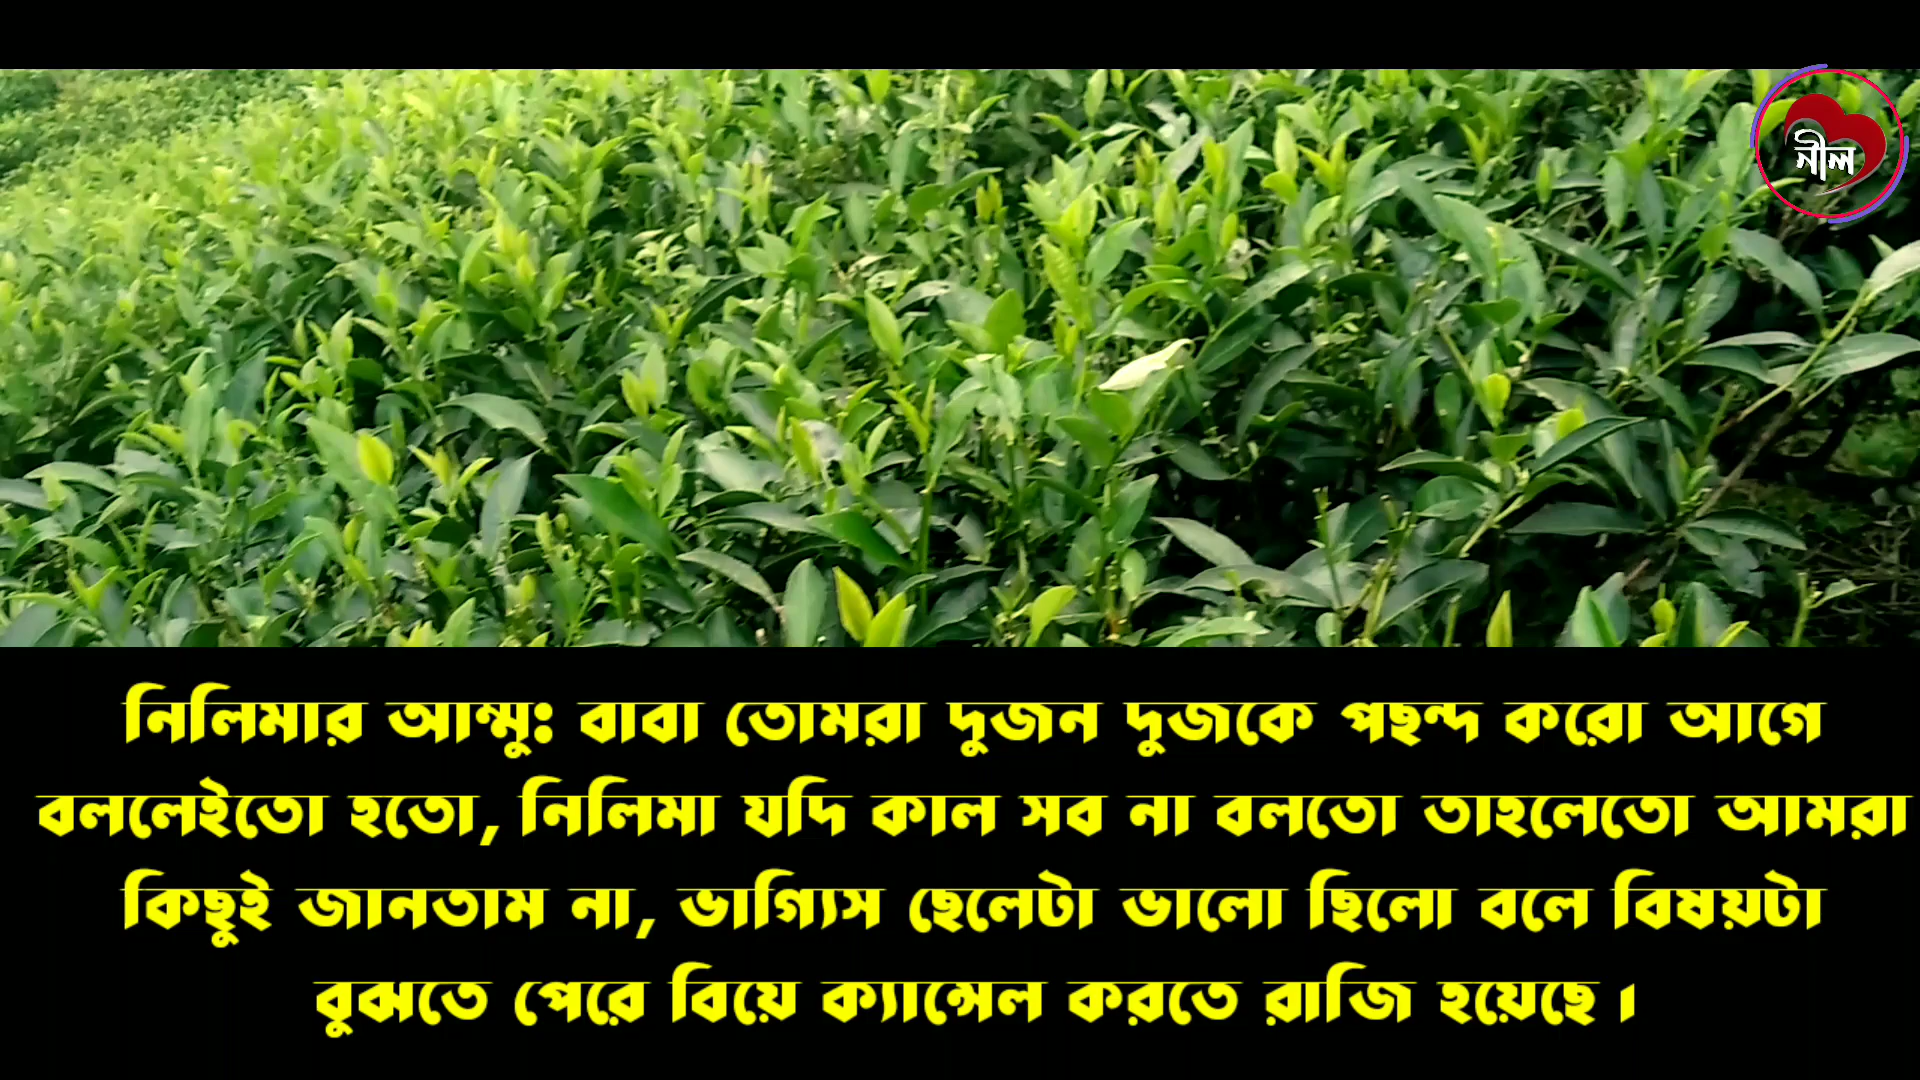 নীল
নিলিমার আম্মু: বাবা তোমরা দুজন দুজকে পছন্দ করো আগে
বললেইতো হতো, নিলিমা যদি কাল সব না বলতো তাহলেতো আমরা
কিছুই জানতাম না, ভাগ্যিস ছেলেটা ভালো ছিলো বলে বিষয়টা
বুঝতে পেরে বিয়ে ক্যান্সেল করতে রাজি হয়েছে ।